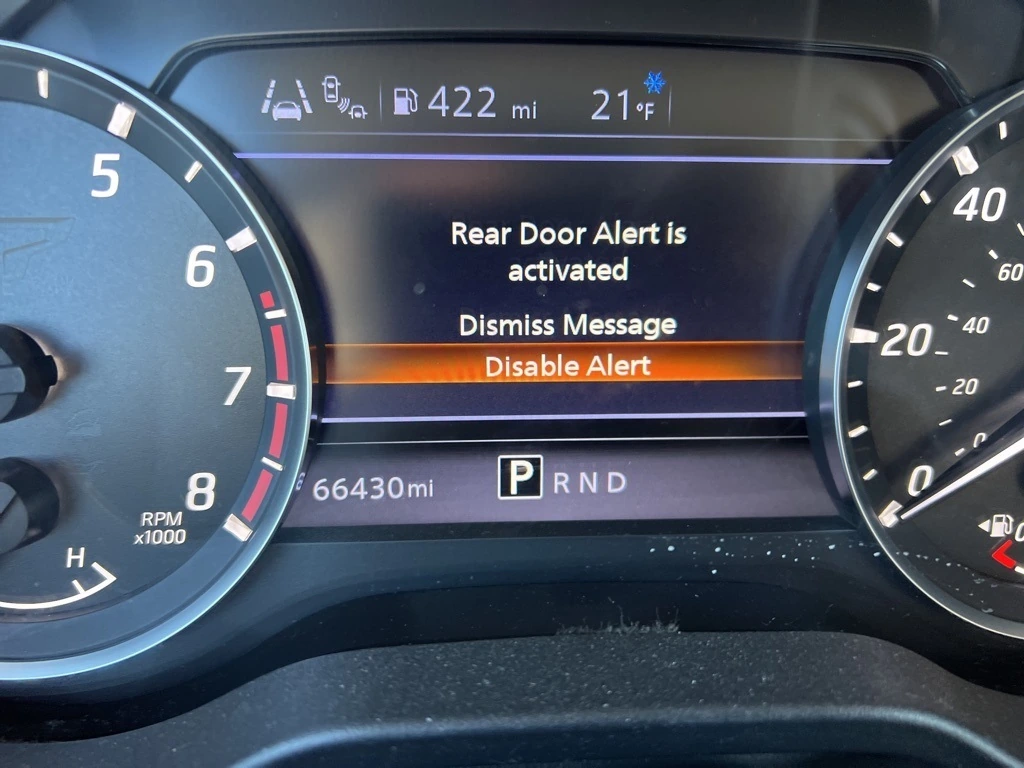 422 mi 21°F
5
6
7
8
RPM
x1000
H
Rear Door Alert is
activated
Dismiss Message
Disable Alert
66430mi P R N D
40
60
40
20
20
0
0